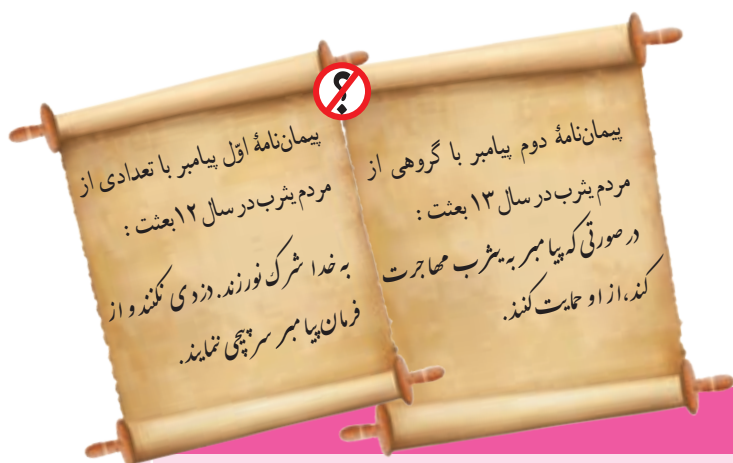 ؟
پیمان‌نامهٔ دوم پیامبر با گروهی از
مردم یثرب در سال ۱۳ بعثت :
در صورتی که پیامبر به یثرب مهاجرت
کند، از او حمایت کنند.
پیمان‌نامهٔ اوّل پیامبر با تعدادی از
مردم یثرب در سال ۱۲ بعثت :
به خدا شرک نورزند. دزدی نکنند و از
فرمان پیامبر سرپیچی ننمایند.